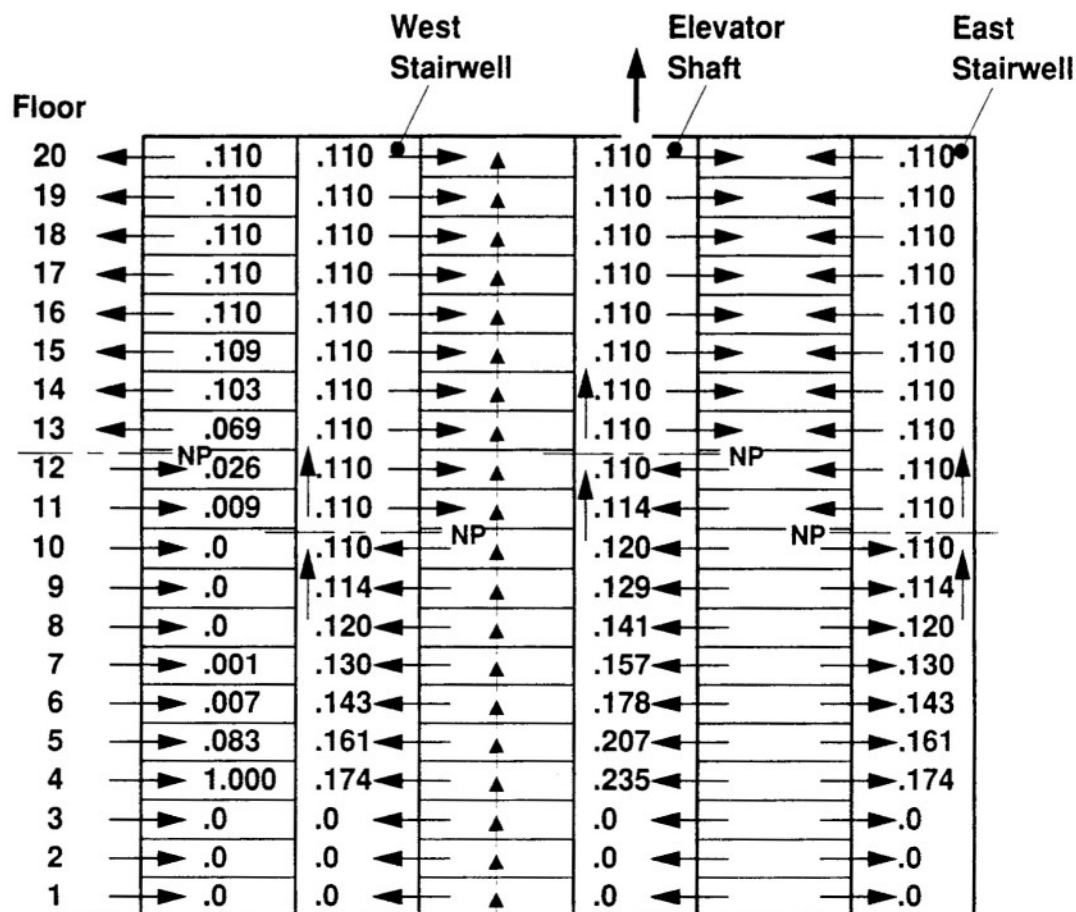 West Elevator East
Stairwell Shaft Stairwell
Floor
20 .110 .110 .110 .110
19 .110 .110 .110 .110
18 .110 .110 .110 .110
17 .110 .110 .110 .110
16 .110 .110 .110 .110
15 .109 .110 .110 .110
14 .103 .110 .110 .110
13 .069 .110 .110 .110
NP NP
12 .026 .110 .110 .110
11 .009 .110 .114 .110
NP NP
10 .0 .110 .120 .110
9 .0 .114 .129 .114
8 .0 .120 .141 .120
7 .001 .130 .157 .130
6 .007 .143 .178 .143
5 .083 .161 .207 .161
4 1.000 .174 .235 .174
3 .0 .0 .0 .0
2 .0 .0 .0 .0
1 .0 .0 .0 .0